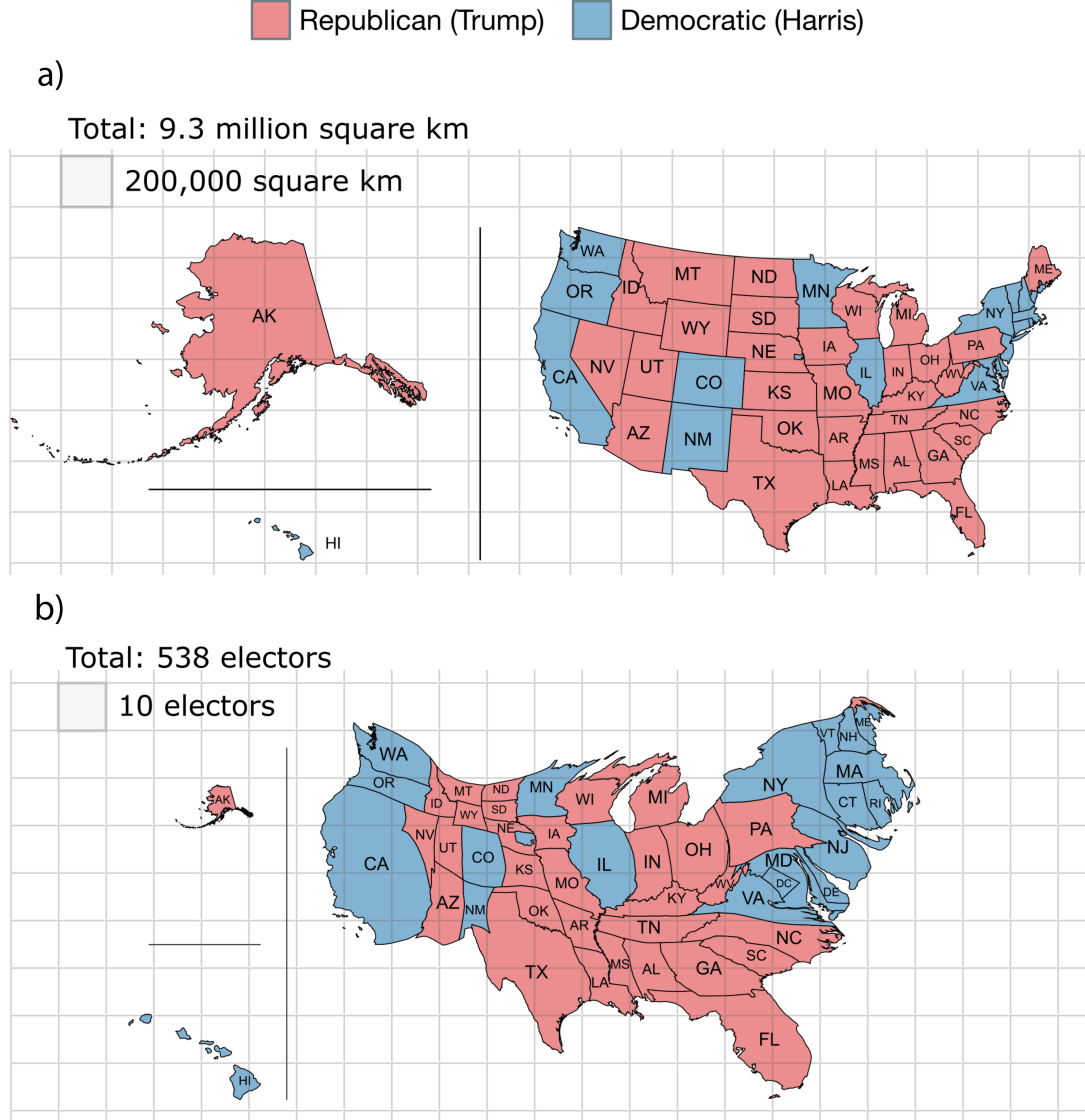 Republican (Trump) Democratic (Harris)
a)
Total: 9.3 million square km
200,000 square km
WA
MT
ND
ME
AK
OR
ID
MN
WI
MI
NY
WY
SD
IA
PA
NE
OH
NV
UT
IL
IN
WV
CA
CO
VA
KS
MO
KY
AZ
NM
OK
AR
TN
NC
SC
MS
AL
GA
TX
LA
FL
HI
b)
Total: 538 electors
10 electors
VT
NH
ME
WA
OR
MT
ND
MN
NY
MA
AK
ID
WY
SD
WI
MI
CT
RI
NV
UT
NE
IA
PA
CA
CO
KS
IL
IN
OH
MD
NJ
MO
WV
DC
DE
AZ
NM
OK
KY
VA
AR
TN
NC
TX
LA
MS
AL
GA
SC
FL
HI